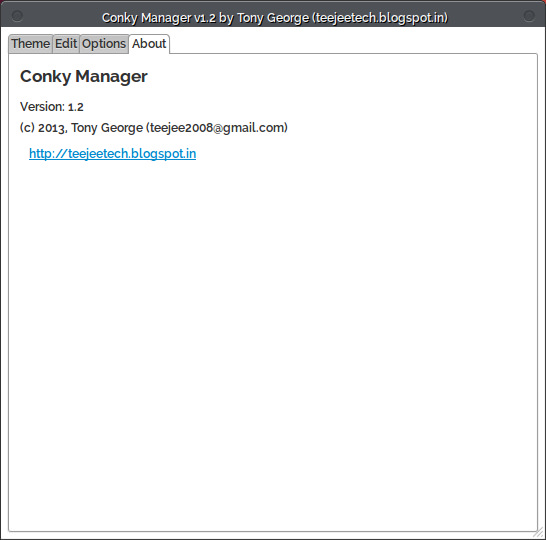 Conky Manager v1.2 by Tony George (teejeetech.blogspot.in)
Theme Edit Options About
Conky Manager
Version: 1.2
(c) 2013, Tony George (teejee2008@gmail.com)
http://teejeetech.blogspot.in